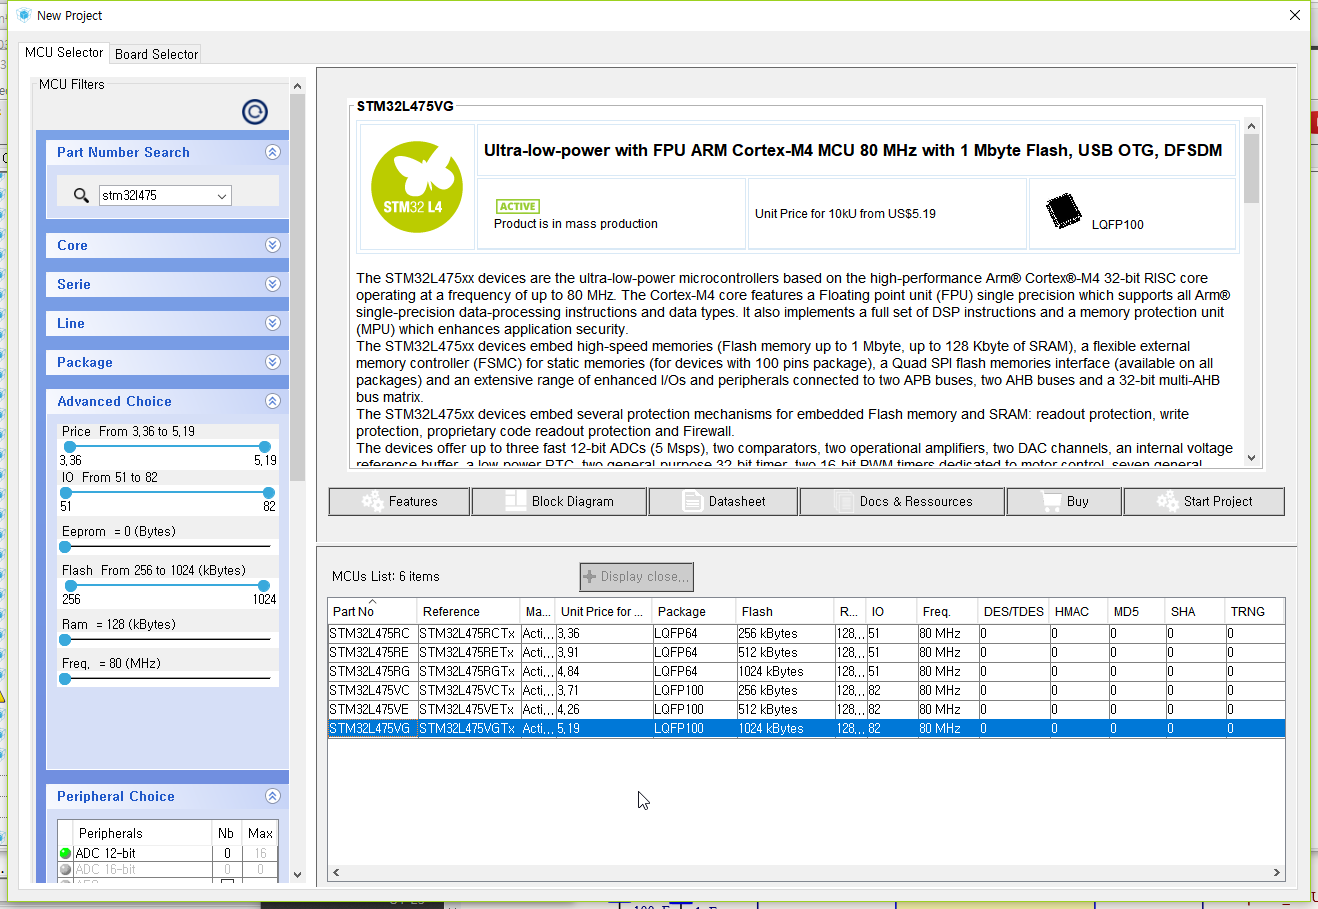 New Project
MCU Selector
Board Selector
MCU Filters
Part Number Search
stm32l475
Core
Serie
Line
Package
Advanced Choice
Price From 3,36 to 5,19
3,36 5,19
IO From 51 to 82
51 82
Eeprom = 0 (Bytes)
Flash From 256 to 1024 (kBytes)
256 1024
Ram = 128 (kBytes)
Freq. = 80 (MHz)
Peripheral Choice
Peripherals Nb Max
ADC 12-bit 0 16
ADC 16-bit 0 0
STM32L475VG
STM32 L4
Ultra-low-power with FPU ARM Cortex-M4 MCU 80 MHz with 1 Mbyte Flash, USB OTG, DFSDM
ACTIVE
Product is in mass production
Unit Price for 10kU from US$5.19
LQFP100
The STM32L475xx devices are the ultra-low-power microcontrollers based on the high-performance Arm® Cortex®-M4 32-bit RISC core
operating at a frequency of up to 80 MHz. The Cortex-M4 core features a Floating point unit (FPU) single precision which supports all Arm®
single-precision data-processing instructions and data types. It also implements a full set of DSP instructions and a memory protection unit
(MPU) which enhances application security.
The STM32L475xx devices embed high-speed memories (Flash memory up to 1 Mbyte, up to 128 Kbyte of SRAM), a flexible external
memory controller (FSMC) for static memories (for devices with 100 pins package), a Quad SPI flash memories interface (available on all
packages) and an extensive range of enhanced I/Os and peripherals connected to two APB buses, two AHB buses and a 32-bit multi-AHB
bus matrix.
The STM32L475xx devices embed several protection mechanisms for embedded Flash memory and SRAM: readout protection, write
protection, proprietary code readout protection and Firewall.
The devices offer up to three fast 12-bit ADCs (5 Msps), two comparators, two operational amplifiers, two DAC channels, an internal voltage
reference buffer, a low-power RTC, two general-purpose 32-bit timer, two 16-bit PWM timers dedicated to motor control, seven general
Features
Block Diagram
Datasheet
Docs & Ressources
Buy
Start Project
MCUs List: 6 items
Display close...
Part No Reference Ma... Unit Price for ... Package Flash R... IO Freq. DES/TDES HMAC MD5 SHA TRNG
STM32L475RC STM32L475RCTx Acti... 3,36 LQFP64 256 kBytes 128... 51 80 MHz 0 0 0 0 0
STM32L475RE STM32L475RETx Acti... 3,91 LQFP64 512 kBytes 128... 51 80 MHz 0 0 0 0 0
STM32L475RG STM32L475RGTx Acti... 4,84 LQFP64 1024 kBytes 128... 51 80 MHz 0 0 0 0 0
STM32L475VC STM32L475VCTx Acti... 3,71 LQFP100 256 kBytes 128... 82 80 MHz 0 0 0 0 0
STM32L475VE STM32L475VETx Acti... 4,26 LQFP100 512 kBytes 128... 82 80 MHz 0 0 0 0 0
STM32L475VG STM32L475VGTx Acti... 5,19 LQFP100 1024 kBytes 128... 82 80 MHz 0 0 0 0 0